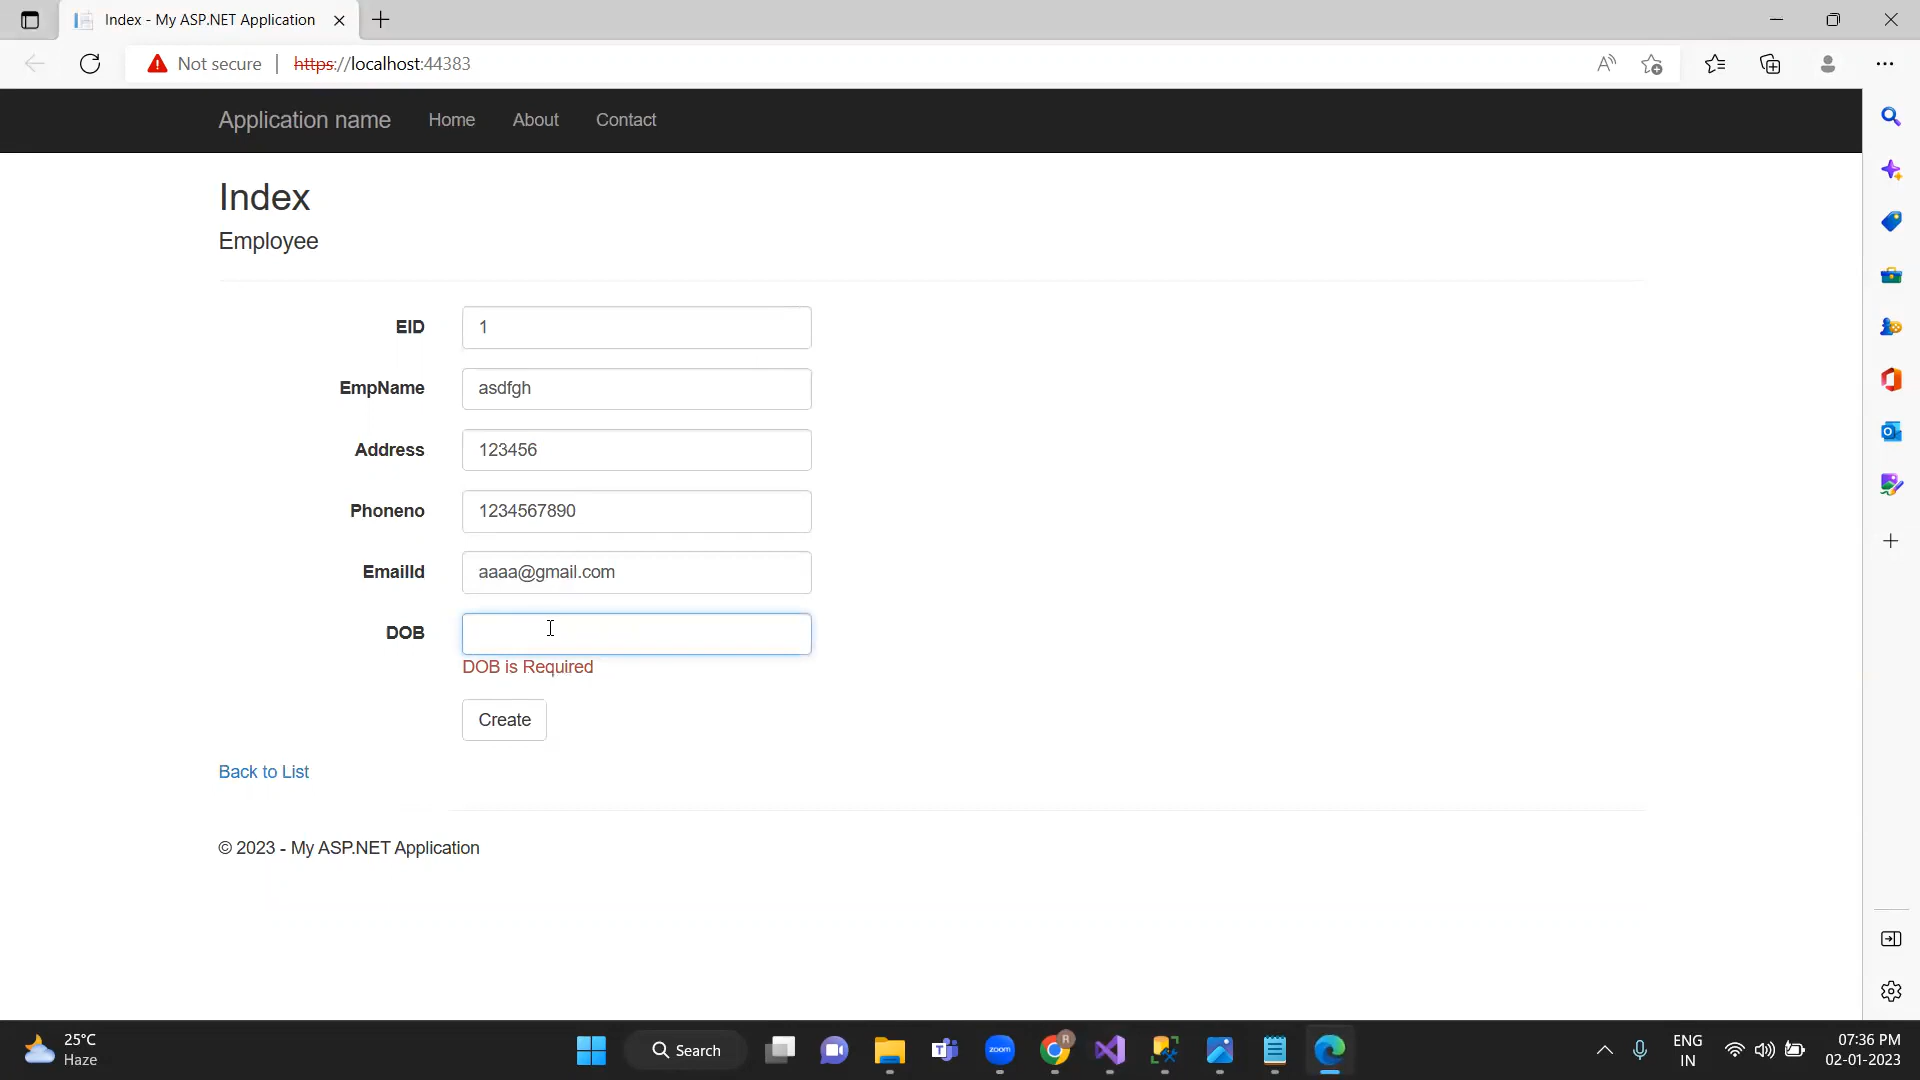 Index - My ASP.NET Application
Not secure
https://localhost:44383
Application name Home About Contact
Index
Employee
EID 1
EmpName asdfgh
Address 123456
Phoneno 1234567890
EmailId aaaa@gmail.com
DOB
DOB is Required
Create
Back to List
© 2023 - My ASP.NET Application
25°C
Haze
Search
zoom
R
ENG
IN
07:36 PM
02-01-2023